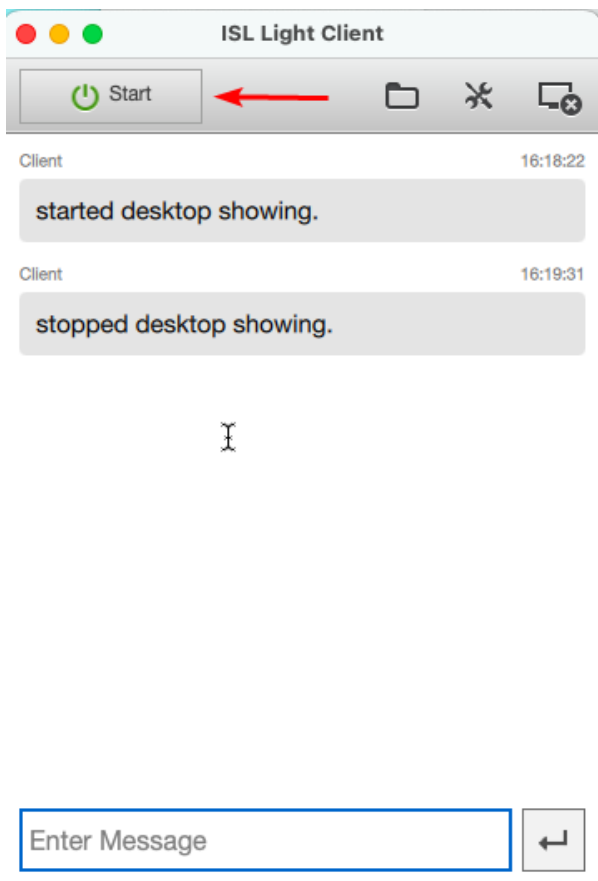 ISL Light Client
Start
Client 16:18:22
started desktop showing.
Client 16:19:31
stopped desktop showing.
Enter Message